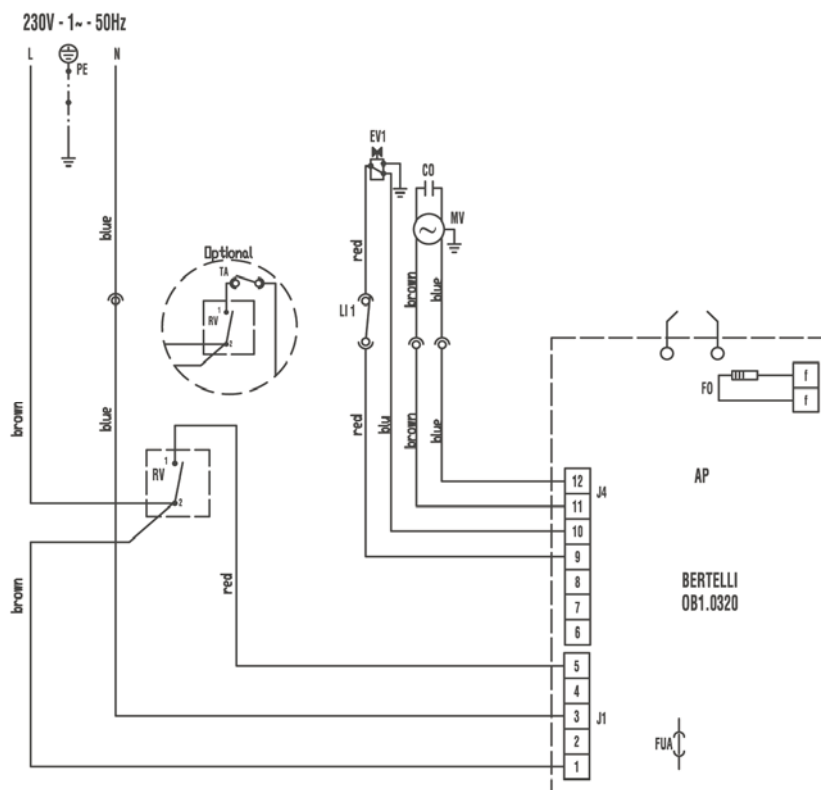 230V - 1~ - 50Hz
L
N
PE
blue
EV1
CO
MV
red
brown
blue
Optional
TA
1
RV
2
LI 1
FO
f
f
brown
blue
red
blu
brown
blue
1
RV
2
12
11
10
9
8
7
6
J4
AP
BERTELLI
OB1.0320
brown
red
5
4
3
2
1
J1
FUA